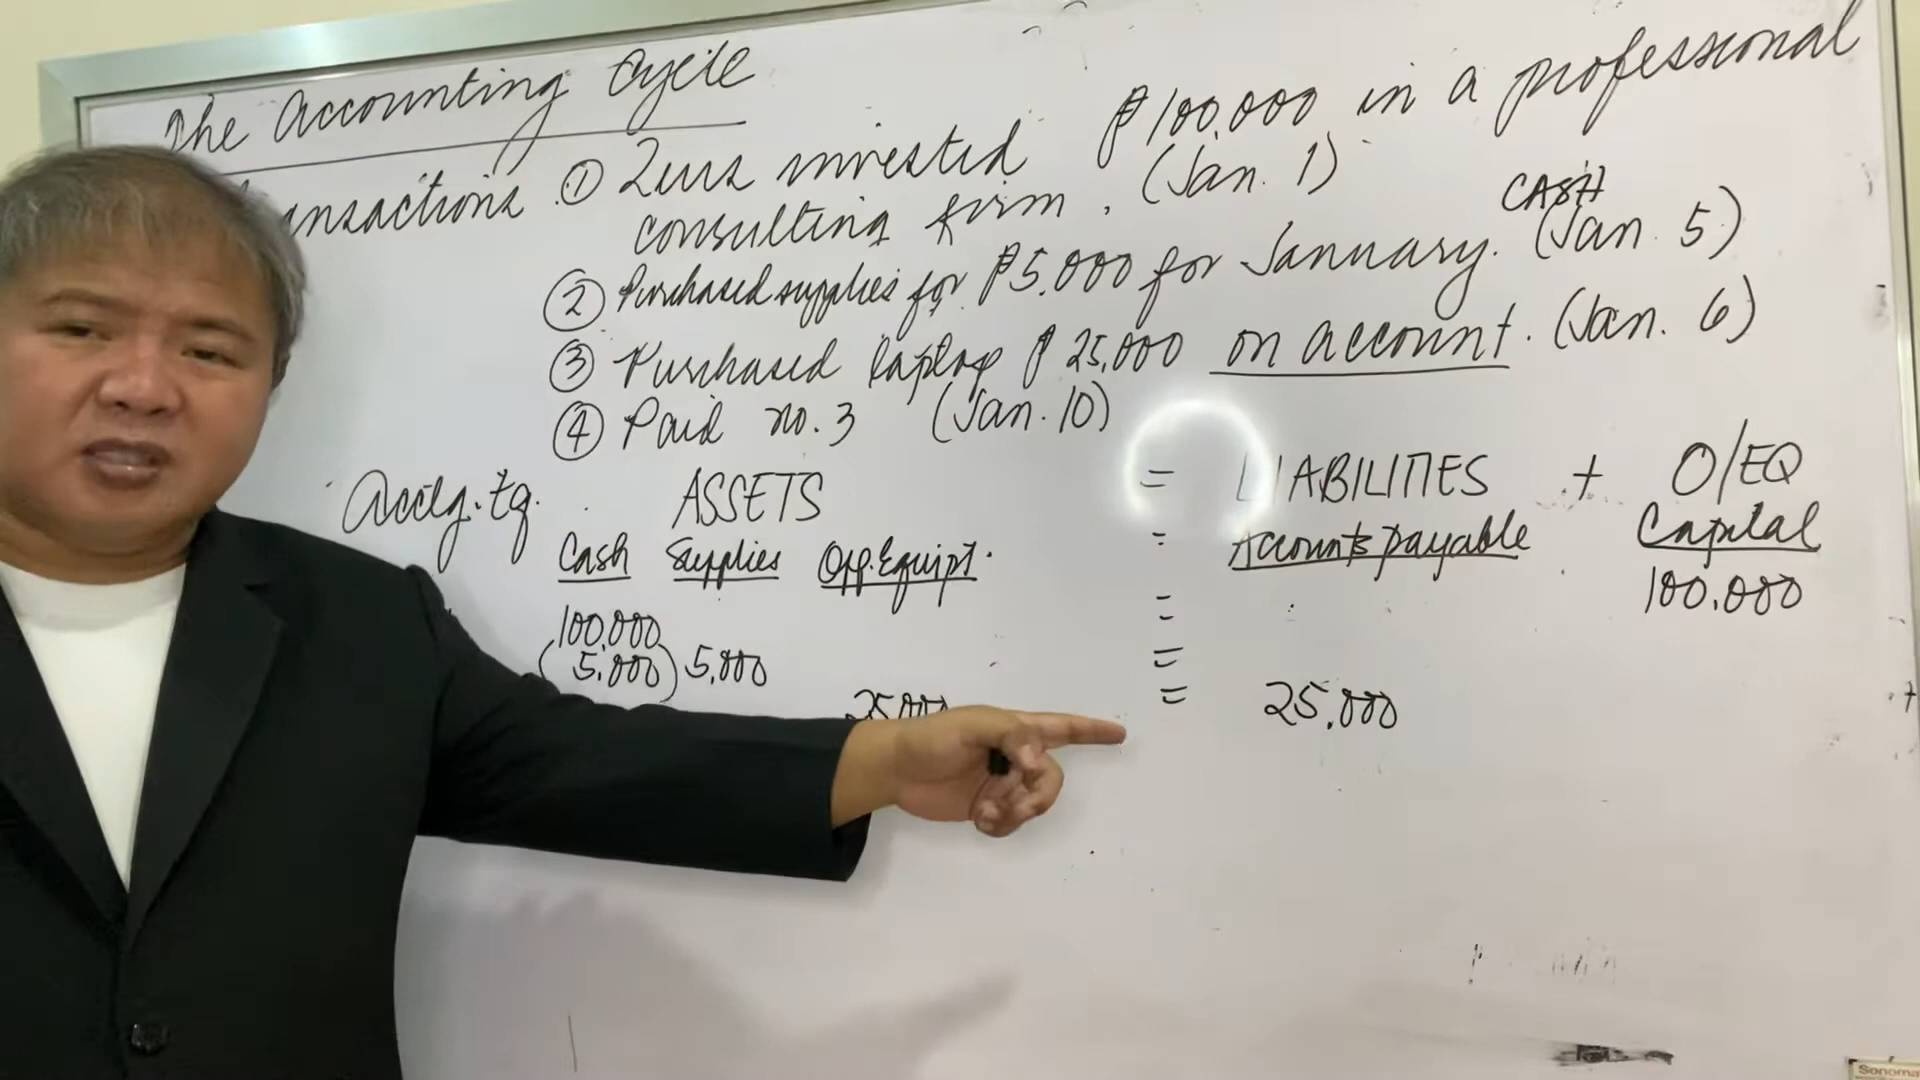 The Accounting Cycle
ansactions ① Zeus invested ₱100,000 in a professional
consulting firm. (Jan. 1)
CASH
② Purchased supplies for ₱5,000 for January. (Jan. 5)
③ Purchased laptop ₱25,000 on account. (Jan. 6)
④ Paid no. 3 (Jan. 10)
Acctg. Eq. ASSETS = LIABILITIES + O/EQ
Cash Supplies Off. Equipt. = Accounts payable Capital
100,000 = 100,000
(5,000) 5,000 =
25,000 = 25,000
Sonoma